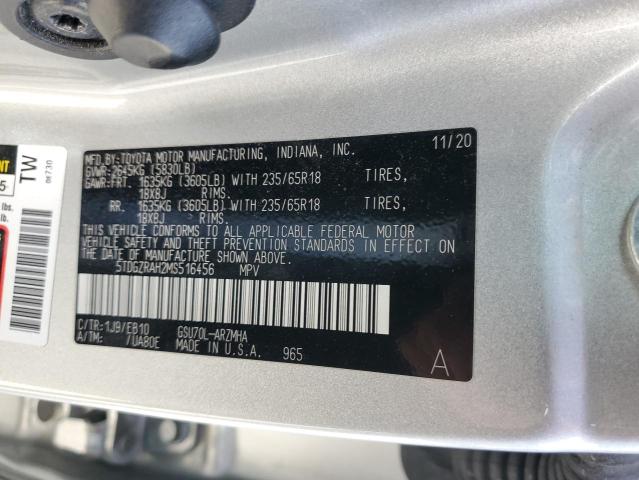 MFD.BY:TOYOTA MOTOR MANUFACTURING, INDIANA, INC. 11/20
GVWR:2645KG (5830LB)
GAWR:FRT. 1635KG (3605LB) WITH 235/65R18 TIRES,
18X8J RIMS.
RR. 1635KG (3605LB) WITH 235/65R18 TIRES,
18X8J RIMS.
THIS VEHICLE CONFORMS TO ALL APPLICABLE FEDERAL MOTOR
VEHICLE SAFETY AND THEFT PREVENTION STANDARDS IN EFFECT ON
THE DATE OF MANUFACTURE SHOWN ABOVE.
5TDGZRAH2MS516456 MPV
C/TR:1J9/EB10 GSU70L-ARZMHA
A/TM: /UA80E MADE IN U.S.A. 965
A
TW
lbs.
lb.